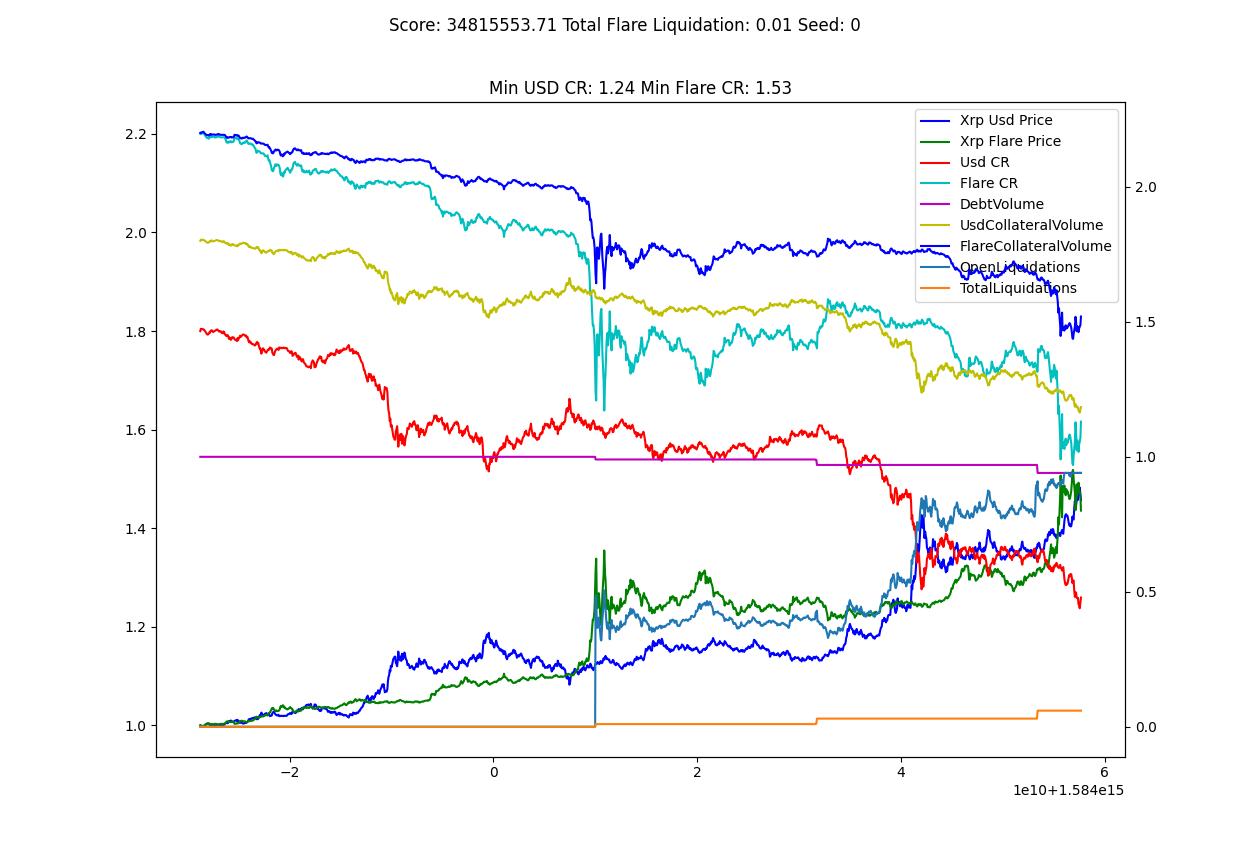 Score: 34815553.71 Total Flare Liquidation: 0.01 Seed: 0
Min USD CR: 1.24 Min Flare CR: 1.53
Xrp Usd Price
Xrp Flare Price
Usd CR
Flare CR
DebtVolume
UsdCollateralVolume
FlareCollateralVolume
OpenLiquidations
TotalLiquidations
2.2
2.0
1.8
1.6
1.4
1.2
1.0
2.0
1.5
1.0
0.5
0.0
−2
0
2
4
6
1e10+1.584e15